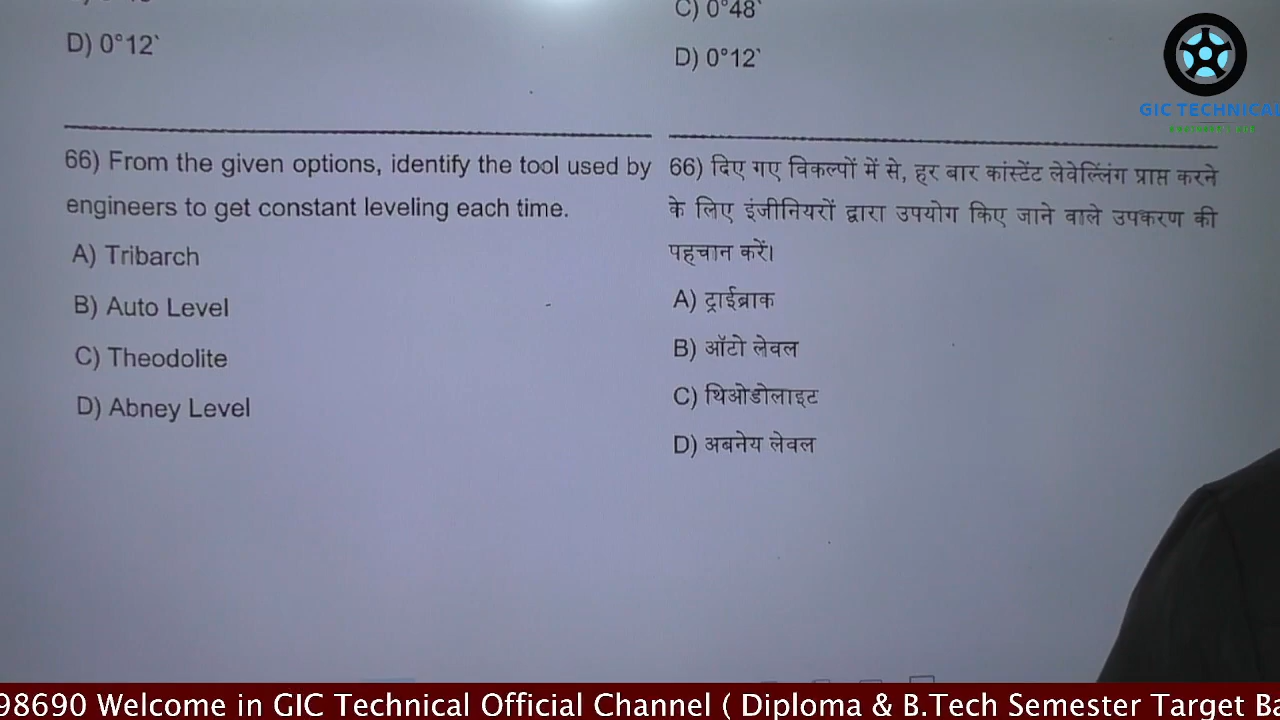 D) 0°12`
C) 0°48`
D) 0°12`
GIC TECHNICAL
66) From the given options, identify the tool used by
engineers to get constant leveling each time.
A) Tribarch
B) Auto Level
C) Theodolite
D) Abney Level
66) दिए गए विकल्पों में से, हर बार कांस्टेंट लेवेल्लिंग प्राप्त करने
के लिए इंजीनियरों द्वारा उपयोग किए जाने वाले उपकरण की
पहचान करें।
A) ट्राईब्राक
B) ऑटो लेवल
C) थिओडोलाइट
D) अबनेय लेवल
98690 Welcome in GIC Technical Official Channel ( Diploma & B.Tech Semester Target Ba